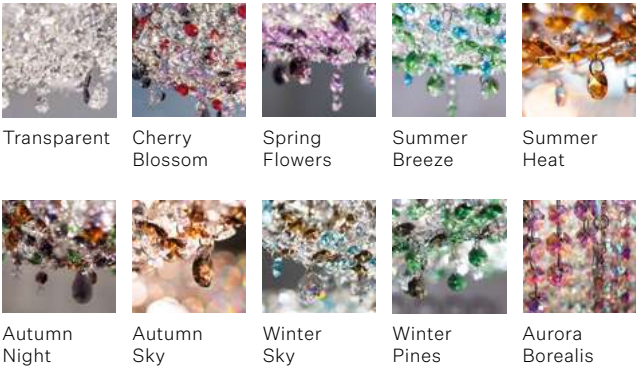 Transparent
Cherry
Blossom
Spring
Flowers
Summer
Breeze
Summer
Heat
Autumn
Night
Autumn
Sky
Winter
Sky
Winter
Pines
Aurora
Borealis